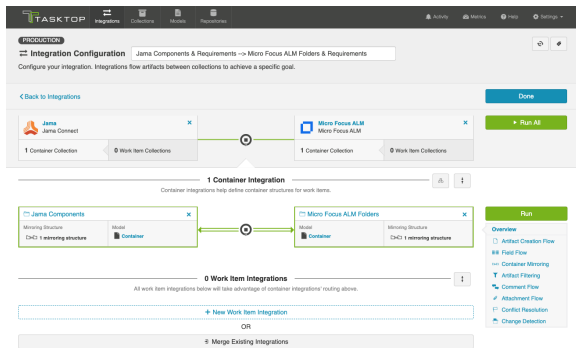 TASKTOP
Integrations
Collections
Models
Repositories
Activity
Metrics
Help
Settings
PRODUCTION
Integration Configuration
Jama Components & Requirements --> Micro Focus ALM Folders & Requirements
Configure your integration. Integrations flow artifacts between collections to achieve a specific goal.
Back to Integrations
Done
Jama
Jama Connect
1 Container Collection
0 Work Item Collections
Micro Focus ALM
Micro Focus ALM
1 Container Collection
0 Work Item Collections
Run All
1 Container Integration
Container integrations help define container structures for work items.
Jama Components
Mirroring Structure
1 mirroring structure
Model
Container
Micro Focus ALM Folders
Model
Container
Mirroring Structure
1 mirroring structure
Run
Overview
Artifact Creation Flow
Field Flow
Container Mirroring
Artifact Filtering
Comment Flow
Attachment Flow
Conflict Resolution
Change Detection
0 Work Item Integrations
All work item integrations below will take advantage of container integrations' routing above.
+ New Work Item Integration
OR
Merge Existing Integrations